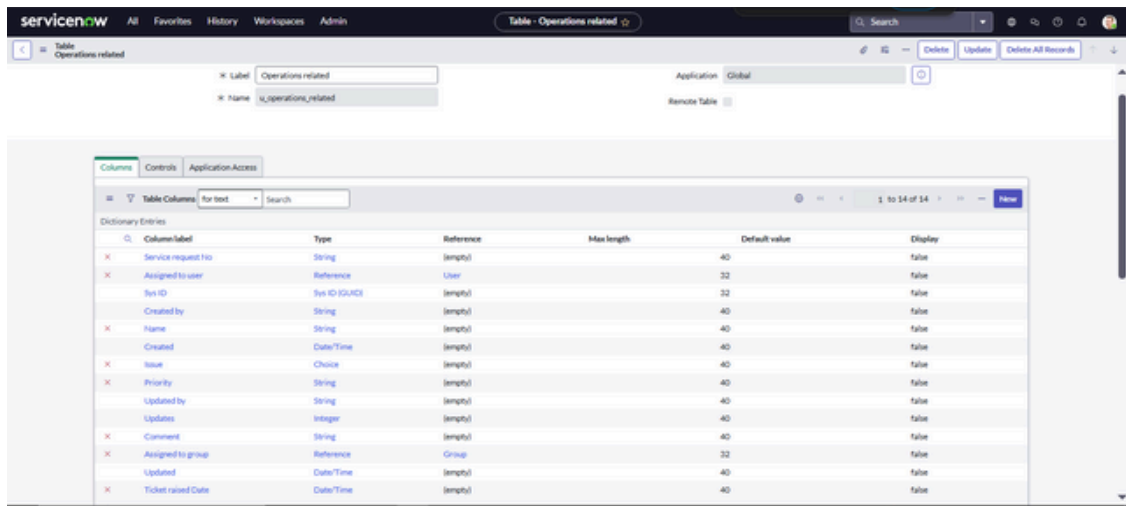 servicenow All Favorites History Workspaces Admin Table - Operations related Search
Table
Operations related Delete Update Delete All Records
Label Operations related Application Global
Name u_operations_related Remote Table
Columns Controls Application Access
Table Columns for text Search 1 to 14 of 14 New
Dictionary Entries
Column label Type Reference Max length Default value Display
Service request No String (empty) 40 false
Assigned to user Reference User 32 false
Sys ID Sys ID (GUID) (empty) 32 false
Created by String (empty) 40 false
Name String (empty) 40 false
Created Date/Time (empty) 40 false
Issue Choice (empty) 40 false
Priority String (empty) 40 false
Updated by String (empty) 40 false
Updates Integer (empty) 40 false
Comment String (empty) 40 false
Assigned to group Reference Group 32 false
Updated Date/Time (empty) 40 false
Ticket raised Date Date/Time (empty) 40 false